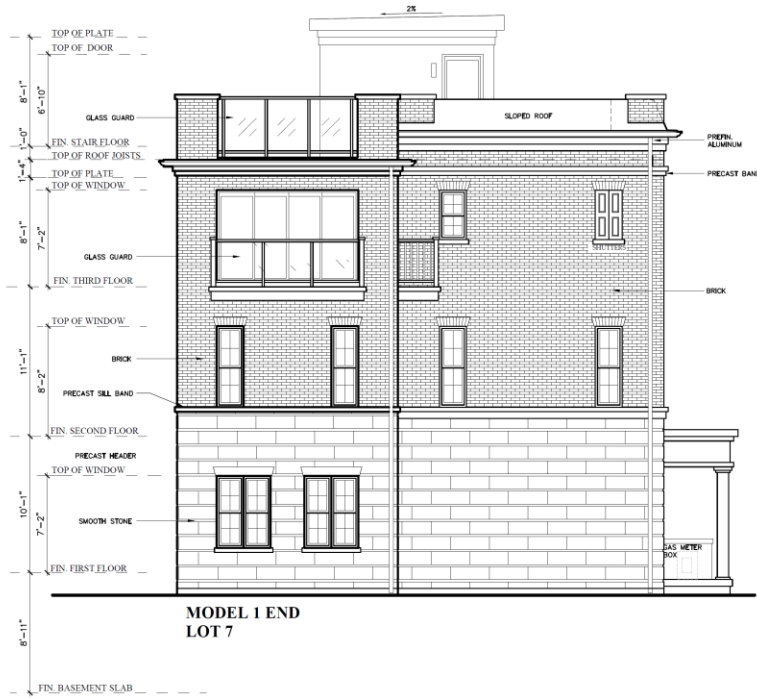 2%
TOP OF PLATE
TOP OF DOOR
8'-1"
6'-10"
GLASS GUARD
SLOPED ROOF
1'-0"
FIN. STAIR FLOOR
PREFIN.
ALUMINUM
TOP OF ROOF JOISTS
1'-4"
TOP OF PLATE
PRECAST BAND
TOP OF WINDOW
8'-1"
7'-2"
SHUTTERS
GLASS GUARD
FIN. THIRD FLOOR
BRICK
TOP OF WINDOW
11'-1"
8'-2"
BRICK
PRECAST SILL BAND
FIN. SECOND FLOOR
PRECAST HEADER
TOP OF WINDOW
10'-1"
7'-2"
SMOOTH STONE
GAS METER
BOX
FIN. FIRST FLOOR
MODEL 1 END
LOT 7
8'-11"
FIN. BASEMENT SLAB